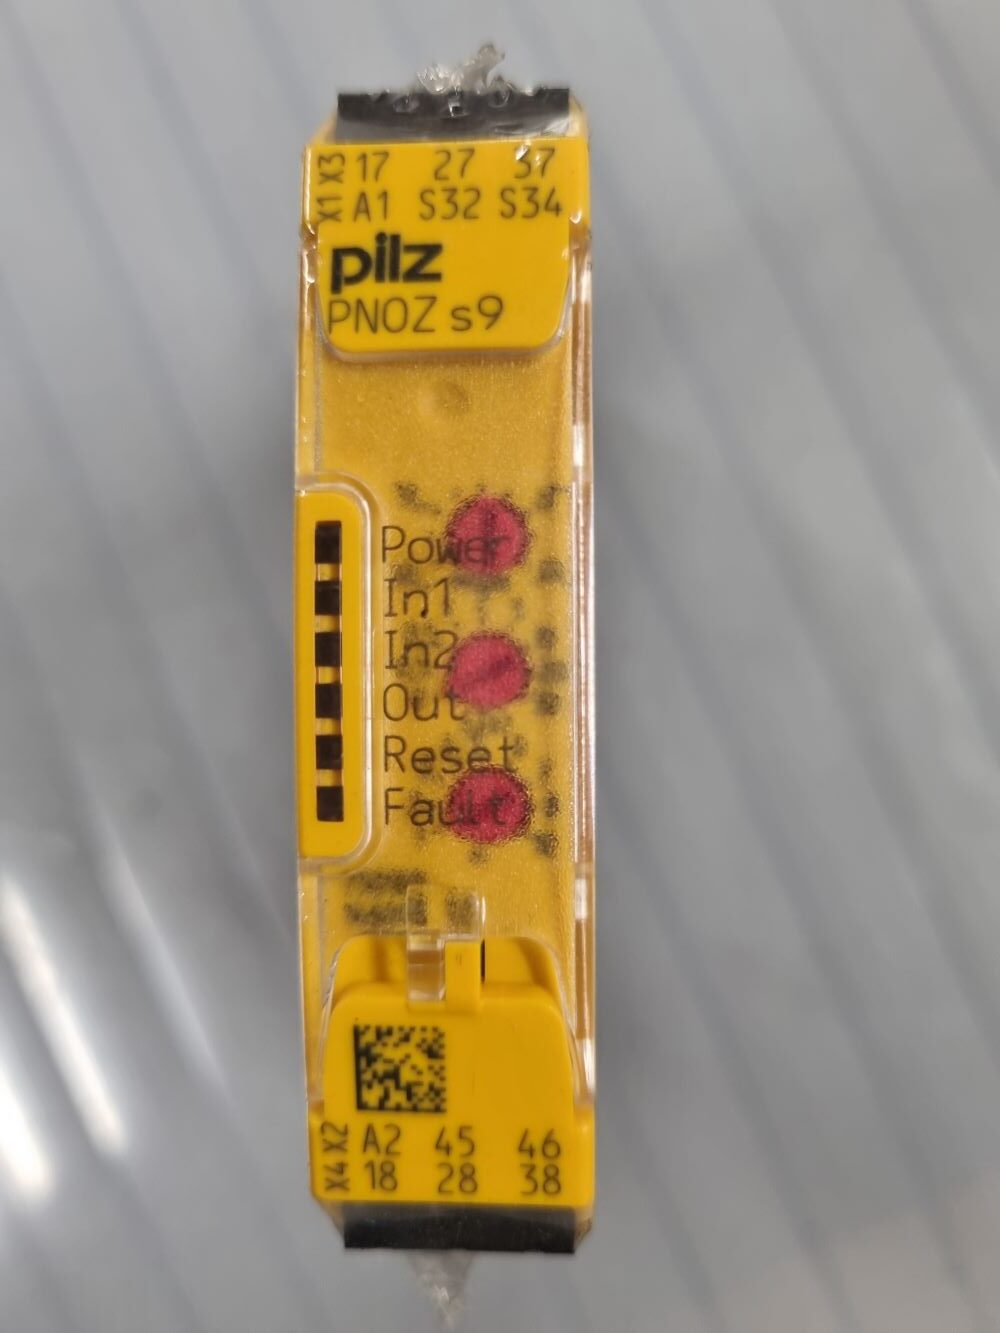 X3 17 27 37
X1 A1 S32 S34
pilz
PNOZ s9
Power
In1
In2
Out
Reset
Fault
X2 A2 45 46
X4 18 28 38